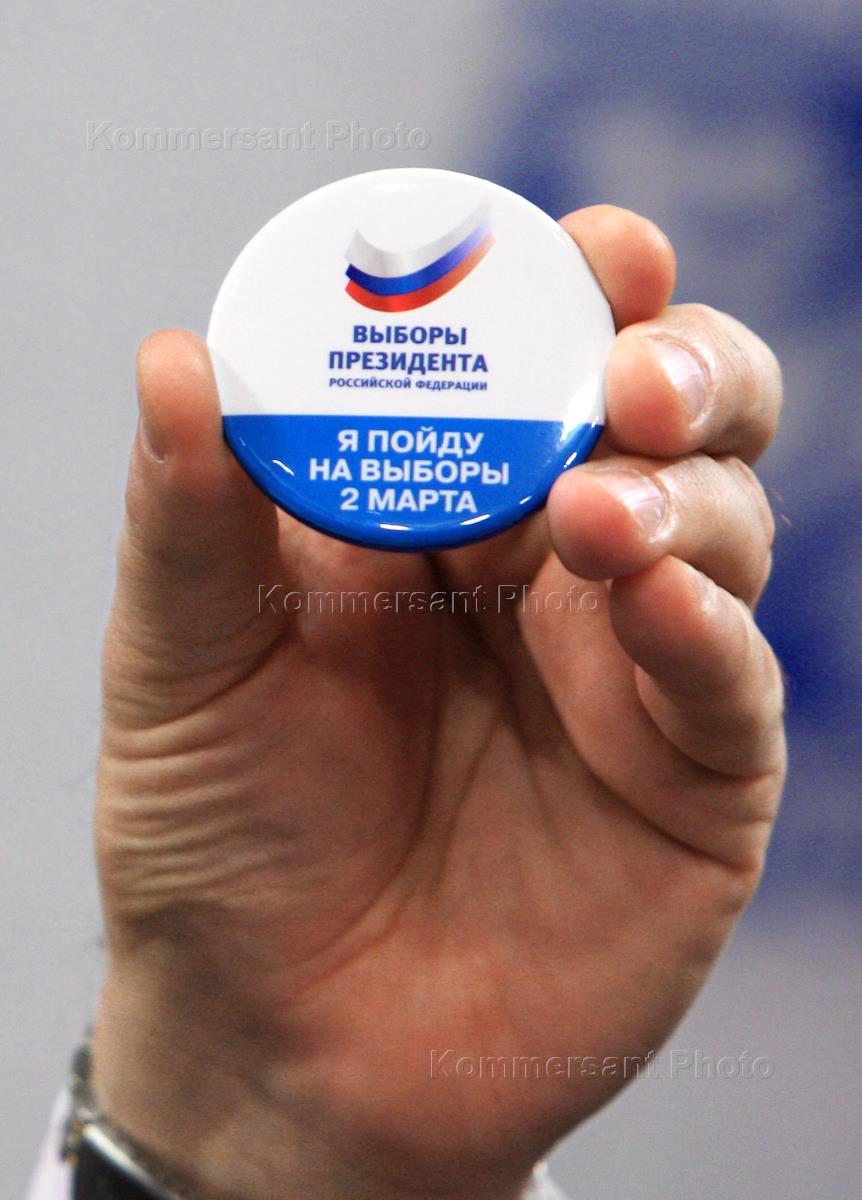 Kommersant Photo
ВЫБОРЫ
ПРЕЗИДЕНТА
РОССИЙСКОЙ ФЕДЕРАЦИИ
Я ПОЙДУ
НА ВЫБОРЫ
2 МАРТА
Kommersant Photo
Kommersant Photo